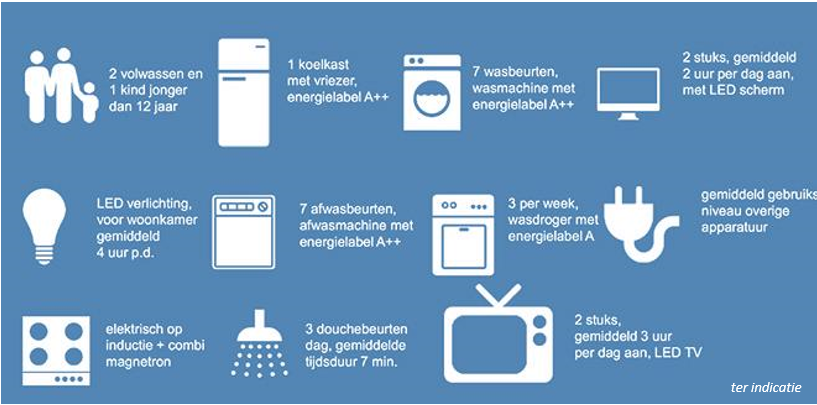 2 volwassen en
1 kind jonger
dan 12 jaar
1 koelkast
met vriezer,
energielabel A++
7 wasbeurten,
wasmachine met
energielabel A++
2 stuks, gemiddeld
2 uur per dag aan,
met LED scherm
LED verlichting,
voor woonkamer
gemiddeld
4 uur p.d.
7 afwasbeurten,
afwasmachine met
energielabel A++
3 per week,
wasdroger met
energielabel A
gemiddeld gebruiks
niveau overige
apparatuur
elektrisch op
inductie + combi
magnetron
3 douchebeurten
dag, gemiddelde
tijdsduur 7 min.
2 stuks,
gemiddeld 3 uur
per dag aan, LED TV
ter indicatie